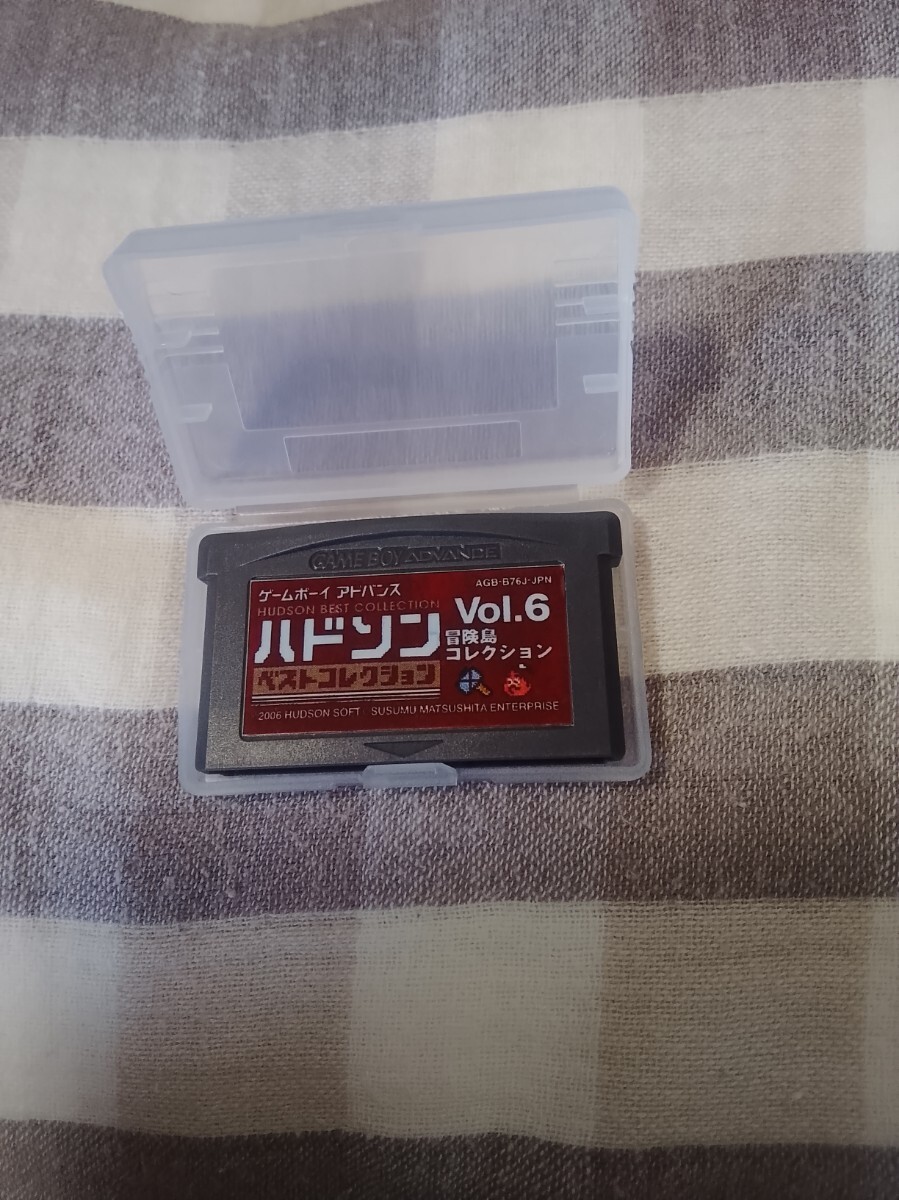 GAME BOY ADVANCE
ゲームボーイ アドバンス
AGB-B76J-JPN
HUDSON BEST COLLECTION
ハドソン
Vol.6
冒険島
コレクション
ベストコレクション
2006 HUDSON SOFT SUSUMU MATSUSHITA ENTERPRISE